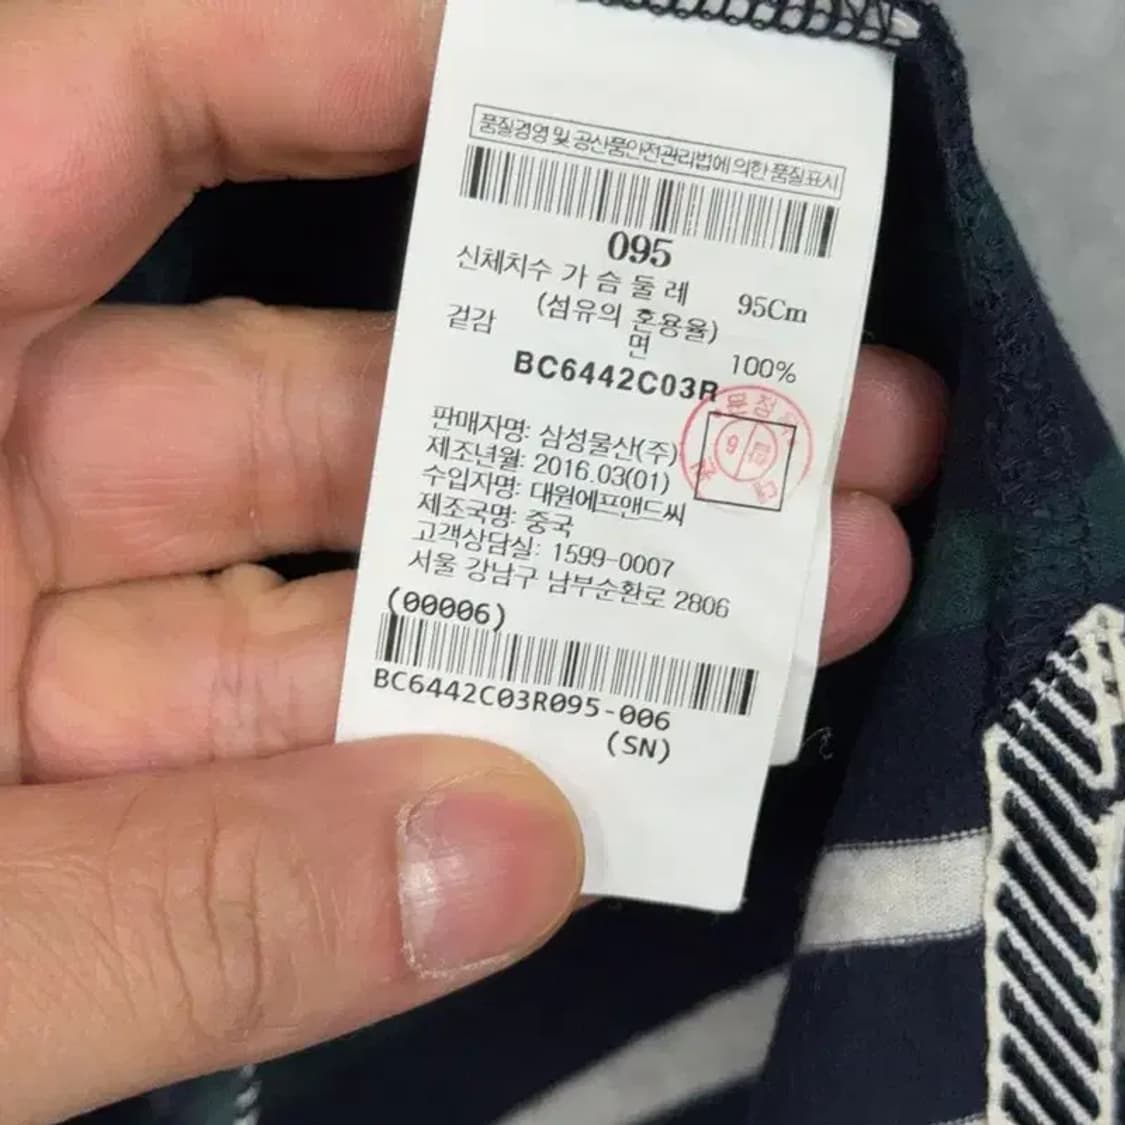 품질경영 및 공산품안전관리법에 의한 품질표시
095
신체치수 가 슴 둘 레 95Cm
(섬유의 혼용율)
겉감 면 100%
BC6442C03R
판매자명: 삼성물산(주)
제조년월: 2016.03(01)
수입자명: 대원에프앤드씨
제조국명: 중국
고객상담실: 1599-0007
서울 강남구 남부순환로 2806
(00006)
BC6442C03R095-006
(SN)